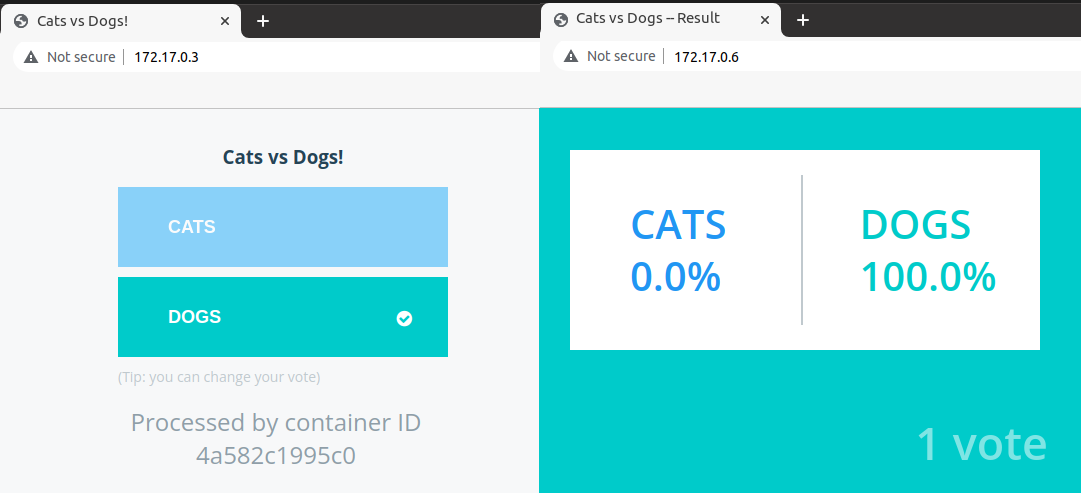 Cats vs Dogs!
Not secure
172.17.0.3
Cats vs Dogs!
CATS
DOGS
(Tip: you can change your vote)
Processed by container ID
4a582c1995c0
Cats vs Dogs -- Result
Not secure
172.17.0.6
CATS
0.0%
DOGS
100.0%
1 vote